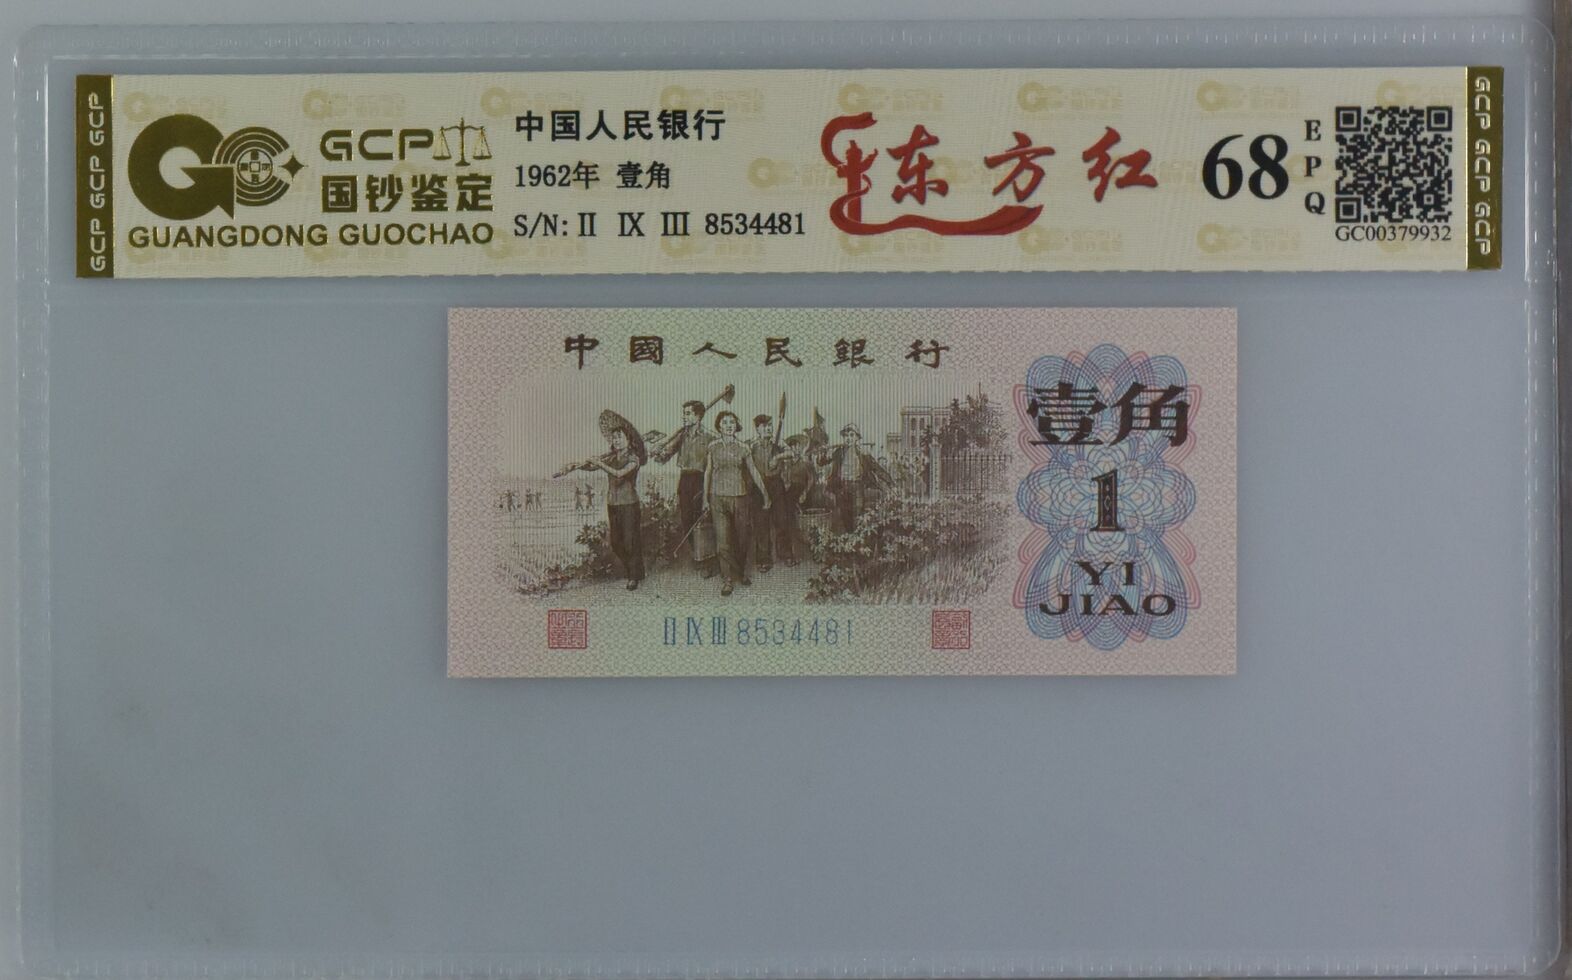 GCP GCP GCP
GCP
国钞鉴定
GUANGDONG GUOCHAO
中国人民银行
1962年 壹角
S/N: II IX III 8534481
东方红
68
EPQ
GC00379932
GCP GCP GCP
中國人民銀行
壹角
1
YI
JIAO
II IX III 8534481